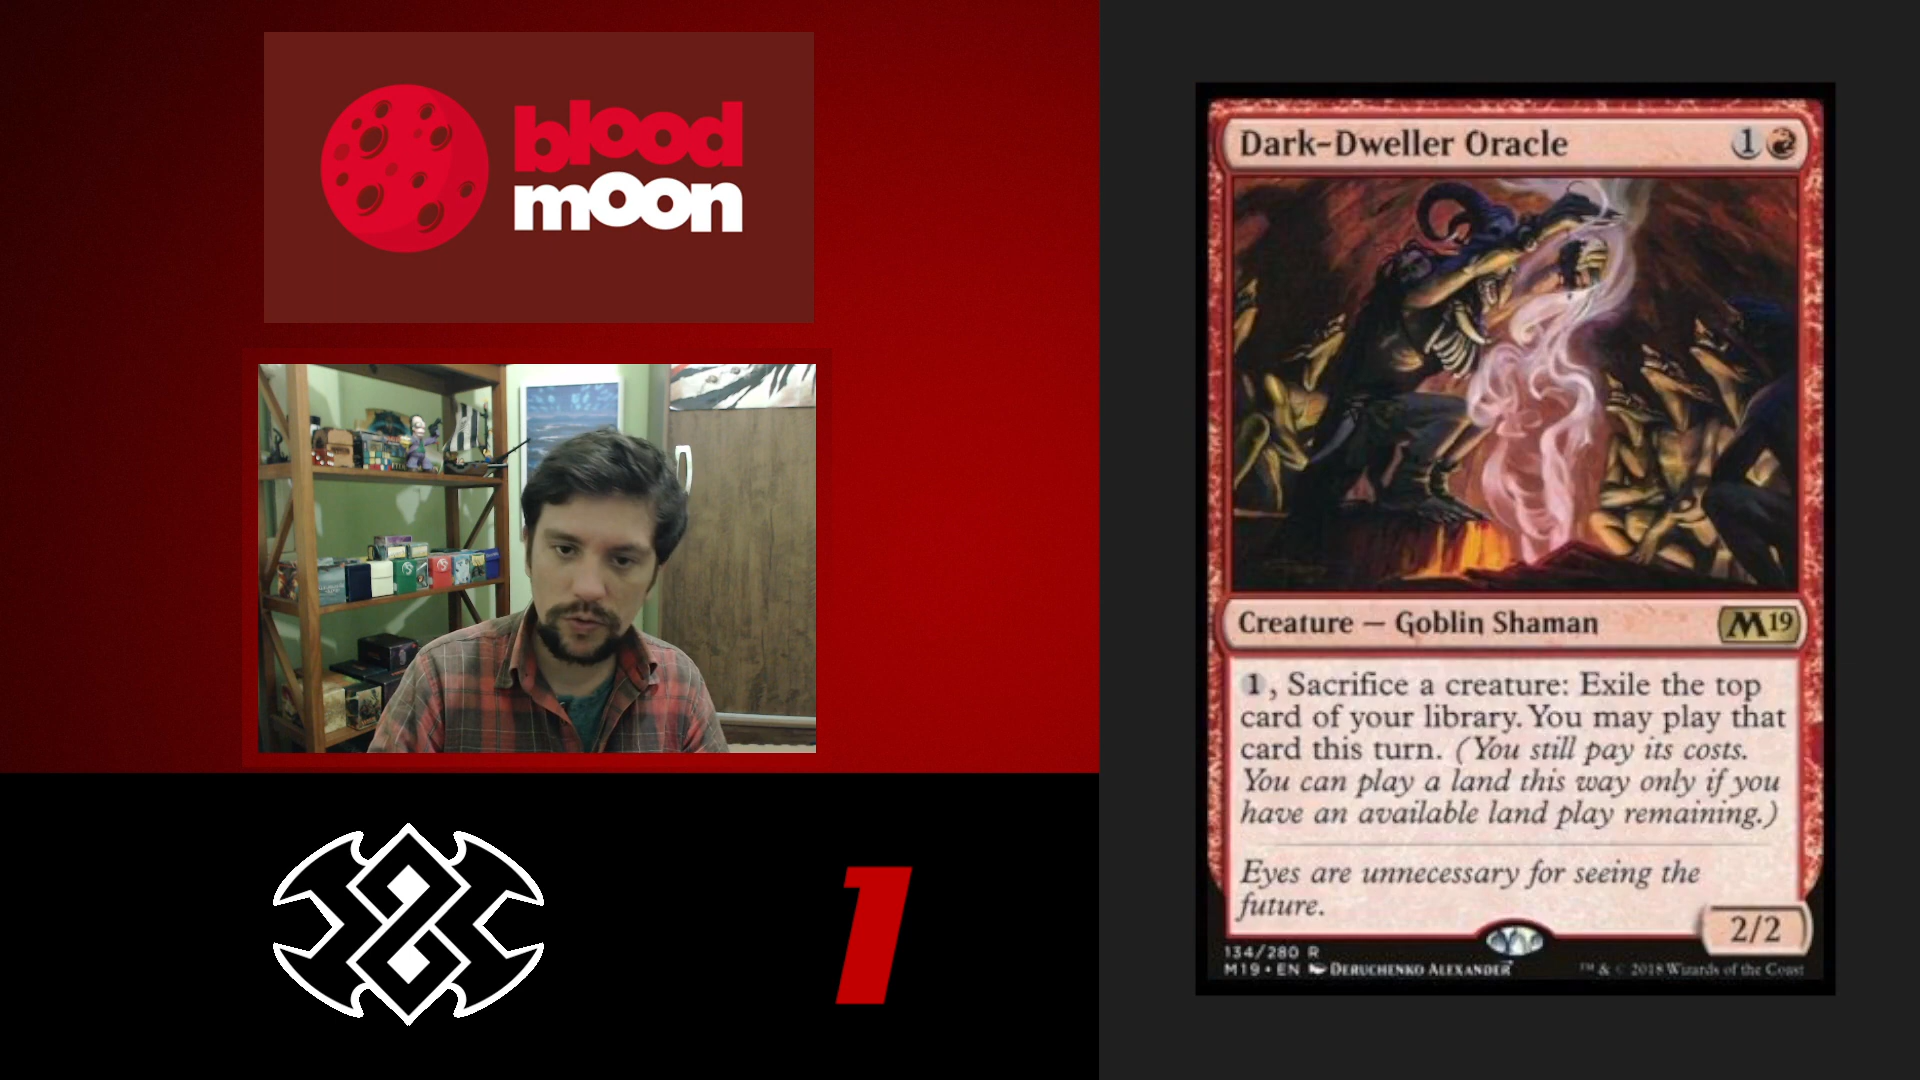 blood
moon
1
Dark-Dweller Oracle
1
Creature — Goblin Shaman
M19
1, Sacrifice a creature: Exile the top
card of your library. You may play that
card this turn. (You still pay its costs.
You can play a land this way only if you
have an available land play remaining.)
Eyes are unnecessary for seeing the
future.
2/2
134/280 R
M19 • EN Deruchenko Alexander
™ & © 2018 Wizards of the Coast